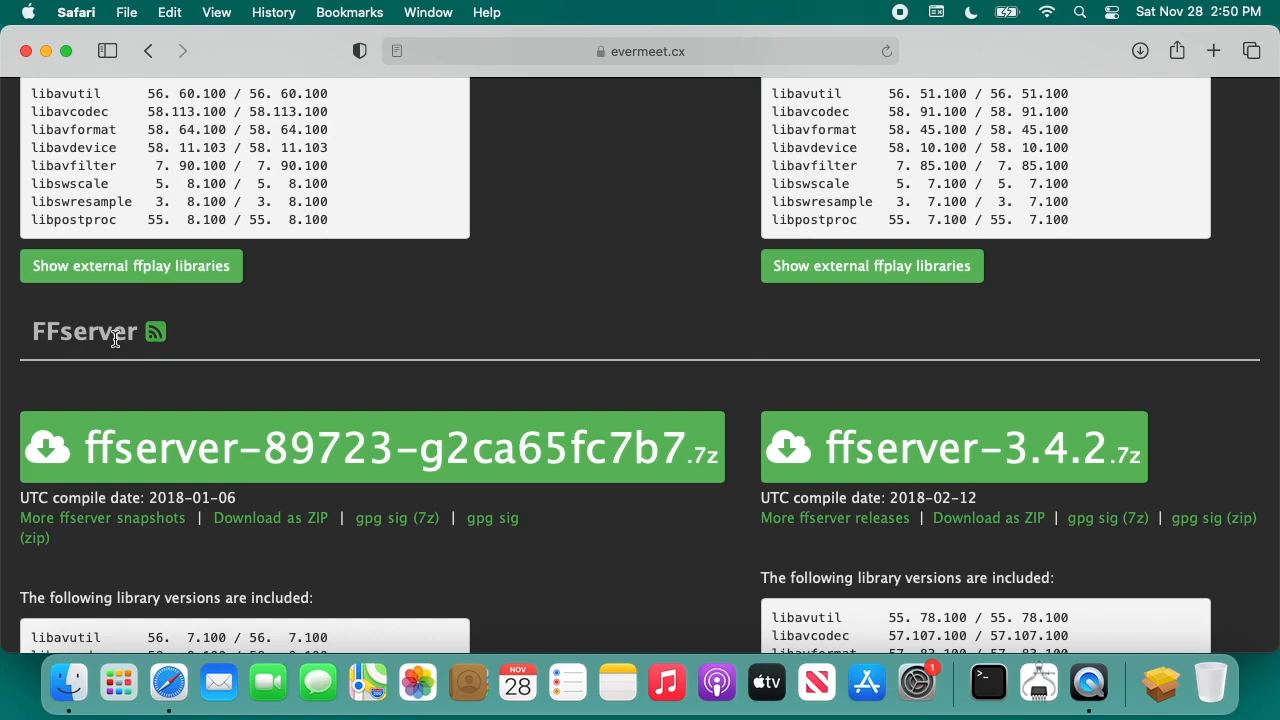 Safari File Edit View History Bookmarks Window Help Sat Nov 28 2:50 PM
evermeet.cx
libavutil 56. 60.100 / 56. 60.100
libavcodec 58.113.100 / 58.113.100
libavformat 58. 64.100 / 58. 64.100
libavdevice 58. 11.103 / 58. 11.103
libavfilter 7. 90.100 / 7. 90.100
libswscale 5. 8.100 / 5. 8.100
libswresample 3. 8.100 / 3. 8.100
libpostproc 55. 8.100 / 55. 8.100
Show external ffplay libraries
libavutil 56. 51.100 / 56. 51.100
libavcodec 58. 91.100 / 58. 91.100
libavformat 58. 45.100 / 58. 45.100
libavdevice 58. 10.100 / 58. 10.100
libavfilter 7. 85.100 / 7. 85.100
libswscale 5. 7.100 / 5. 7.100
libswresample 3. 7.100 / 3. 7.100
libpostproc 55. 7.100 / 55. 7.100
Show external ffplay libraries
FFserver
ffserver-89723-g2ca65fc7b7.7z
UTC compile date: 2018-01-06
More ffserver snapshots | Download as ZIP | gpg sig (7z) | gpg sig
(zip)
The following library versions are included:
libavutil 56. 7.100 / 56. 7.100
ffserver-3.4.2.7z
UTC compile date: 2018-02-12
More ffserver releases | Download as ZIP | gpg sig (7z) | gpg sig (zip)
The following library versions are included:
libavutil 55. 78.100 / 55. 78.100
libavcodec 57.107.100 / 57.107.100
NOV
28
tv
1